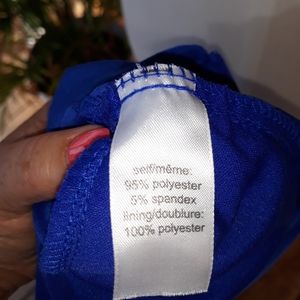 self/même:
95% polyester
5% spandex
lining/doublure:
100% polyester